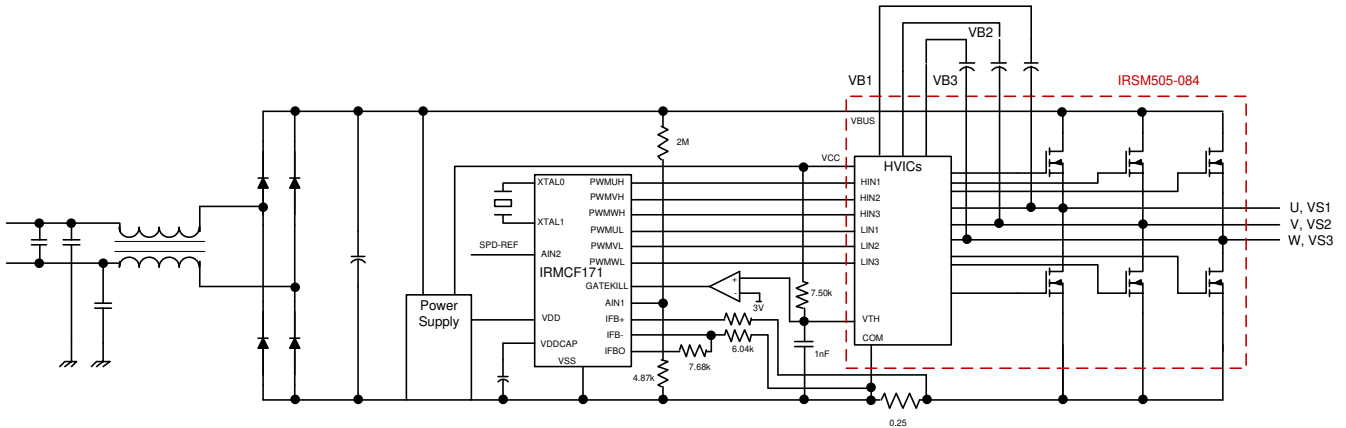 VB2
VB1
VB3
IRSM505-084
VBUS
2M
VCC
HVICs
XTAL0
PWMUH
HIN1
PWMVH
HIN2
PWMWH
HIN3
U, VS1
XTAL1
PWMUL
LIN1
V, VS2
SPD-REF
AIN2
PWMVL
LIN2
W, VS3
PWMWL
LIN3
IRMCF171
GATEKILL
+
-
3V
7.50k
Power
Supply
AIN1
VDD
IFB+
VTH
IFB-
COM
VDDCAP
IFBO
6.04k
1nF
VSS
7.68k
4.87k
0.25